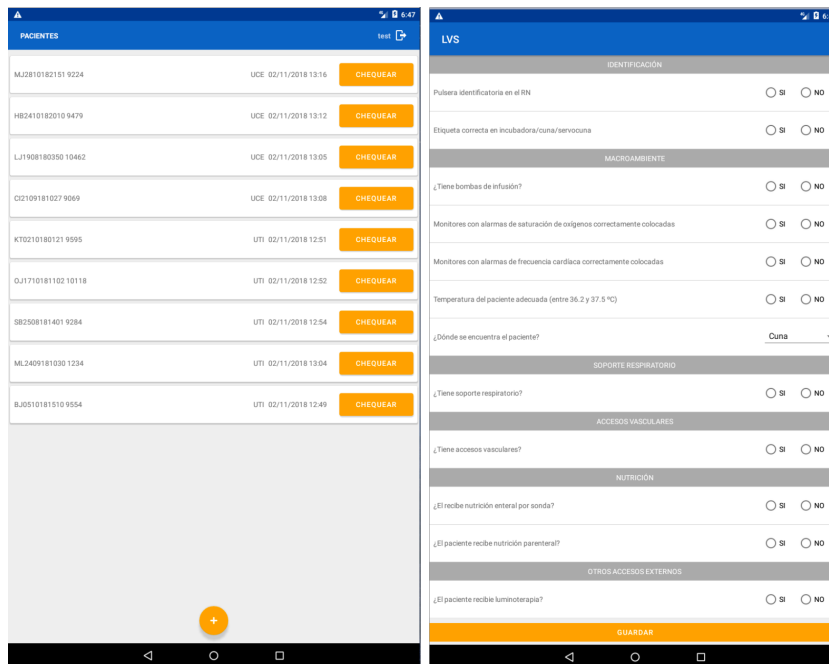 6:47
PACIENTES test
MJ2810182151 9224 UCE 02/11/2018 13:16 CHEQUEAR
HB2410182010 9479 UCE 02/11/2018 13:12 CHEQUEAR
LJ1908180350 10462 UCE 02/11/2018 13:05 CHEQUEAR
CI2109181027 9069 UCE 02/11/2018 13:08 CHEQUEAR
KT0210180121 9595 UTI 02/11/2018 12:51 CHEQUEAR
OJ1710181102 10118 UTI 02/11/2018 12:52 CHEQUEAR
SB2508181401 9284 UTI 02/11/2018 12:54 CHEQUEAR
ML2409181030 1234 UTI 02/11/2018 13:04 CHEQUEAR
BJ0510181510 9554 UTI 02/11/2018 12:49 CHEQUEAR
+
LVS
IDENTIFICACIÓN
Pulsera identificatoria en el RN SI NO
Etiqueta correcta en incubadora/cuna/servocuna SI NO
MACROAMBIENTE
¿Tiene bombas de infusión? SI NO
Monitores con alarmas de saturación de oxígenos correctamente colocadas SI NO
Monitores con alarmas de frecuencia cardíaca correctamente colocadas SI NO
Temperatura del paciente adecuada (entre 36.2 y 37.5 ºC) SI NO
¿Dónde se encuentra el paciente? Cuna
SOPORTE RESPIRATORIO
¿Tiene soporte respiratorio? SI NO
ACCESOS VASCULARES
¿Tiene accesos vasculares? SI NO
NUTRICIÓN
¿El recibe nutrición enteral por sonda? SI NO
¿El paciente recibe nutrición parenteral? SI NO
OTROS ACCESOS EXTERNOS
¿El paciente recibie luminoterapia? SI NO
GUARDAR